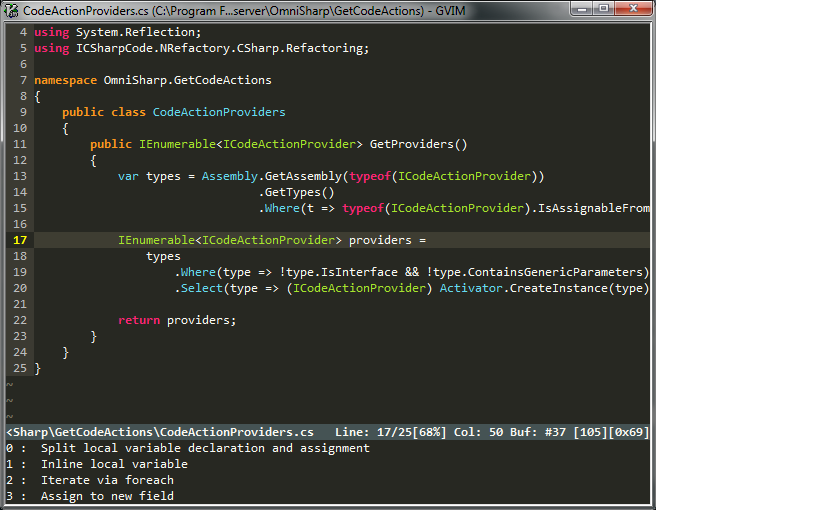 CodeActionProviders.cs (C:\Program F...server\OmniSharp\GetCodeActions) - GVIM
4 using System.Reflection;
5 using ICSharpCode.NRefactory.CSharp.Refactoring;
6
7 namespace OmniSharp.GetCodeActions
8 {
9     public class CodeActionProviders
10     {
11         public IEnumerable<ICodeActionProvider> GetProviders()
12         {
13             var types = Assembly.GetAssembly(typeof(ICodeActionProvider))
14                                 .GetTypes()
15                                 .Where(t => typeof(ICodeActionProvider).IsAssignableFrom
16
17             IEnumerable<ICodeActionProvider> providers =
18                 types
19                     .Where(type => !type.IsInterface && !type.ContainsGenericParameters)
20                     .Select(type => (ICodeActionProvider) Activator.CreateInstance(type)
21
22             return providers;
23         }
24     }
25 }
~
~
~
<Sharp\GetCodeActions\CodeActionProviders.cs   Line: 17/25[68%] Col: 50 Buf: #37 [105][0x69]
0 :  Split local variable declaration and assignment
1 :  Inline local variable
2 :  Iterate via foreach
3 :  Assign to new field